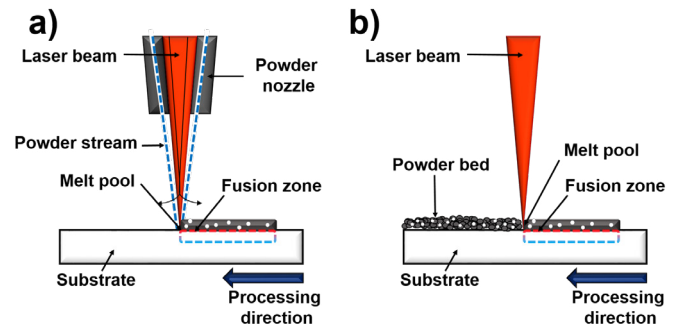 a)
Laser beam
Powder
nozzle
Powder stream
Melt pool
Fusion zone
Substrate
Processing
direction
b)
Laser beam
Powder bed
Melt pool
Fusion zone
Substrate
Processing
direction